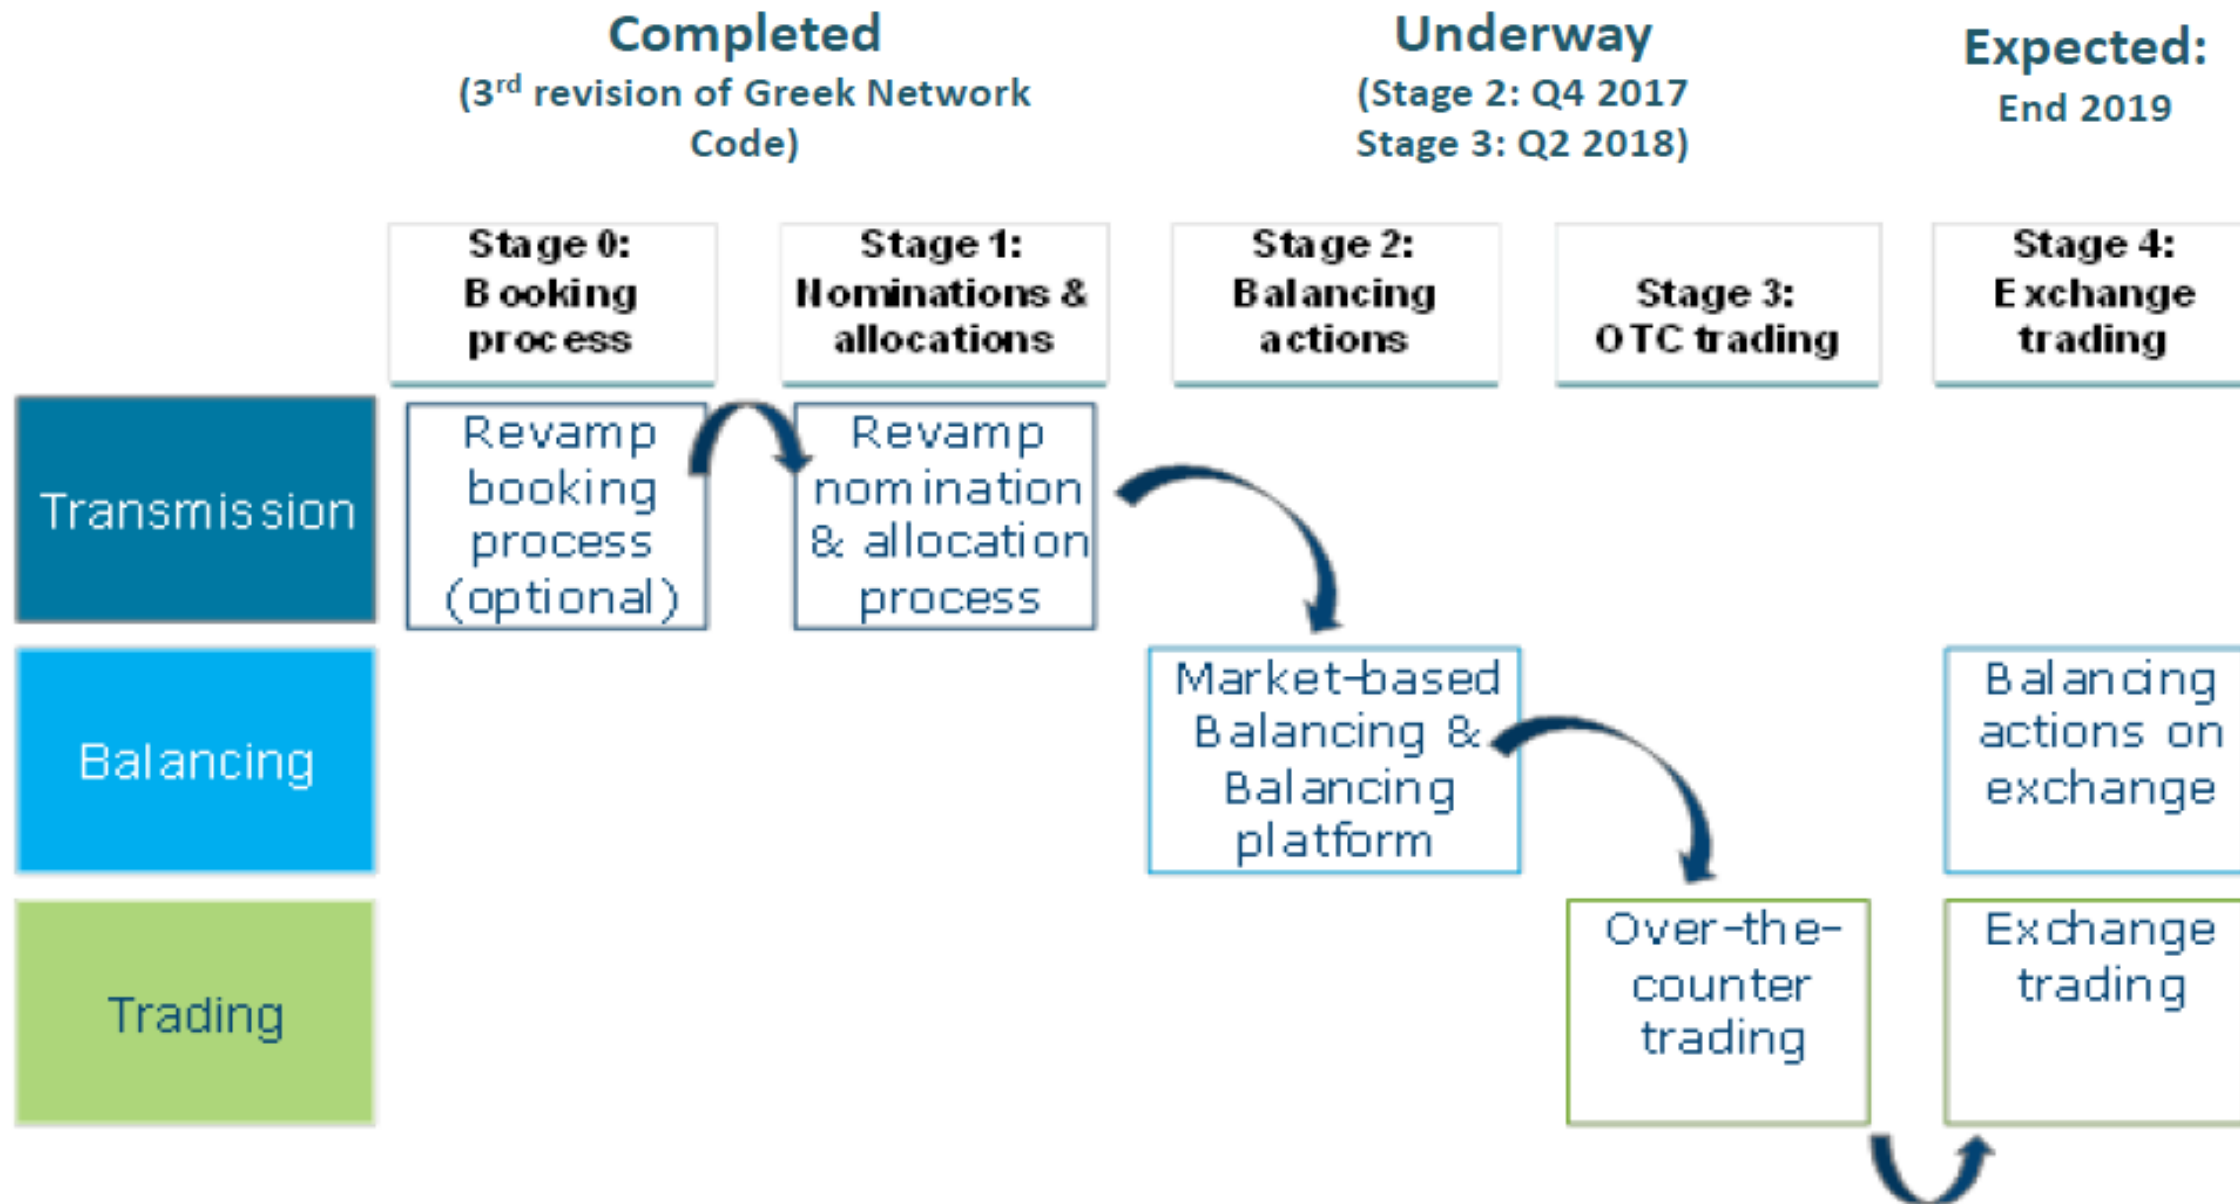 Completed
(3rd revision of Greek Network
Code)
Underway
(Stage 2: Q4 2017
Stage 3: Q2 2018)
Expected:
End 2019
Stage 0:
Booking
process
Stage 1:
Nominations &
allocations
Stage 2:
Balancing
actions
Stage 3:
OTC trading
Stage 4:
Exchange
trading
Transmission
Revamp
booking
process
(optional)
Revamp
nomination
& allocation
process
Balancing
Market-based
Balancing &
Balancing
platform
Balancing
actions on
exchange
Trading
Over-the-
counter
trading
Exchange
trading